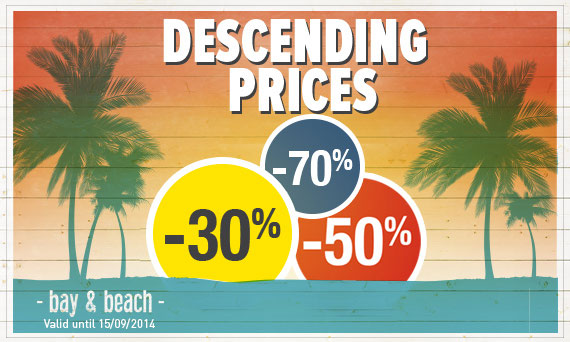 DESCENDING
PRICES
-70%
-30%
-50%
- bay & beach -
Valid until 15/09/2014